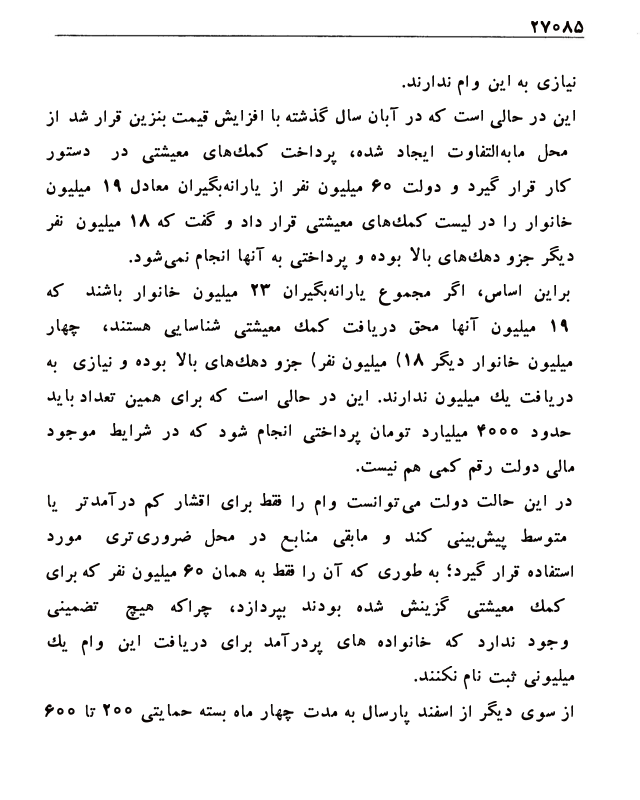 ۲۷۰۸۵
نیازی به این وام ندارند.
این در حالی است که در آبان سال گذشته با افزایش قیمت بنزین قرار شد از
محل مابه‌التفاوت ایجاد شده، پرداخت کمك‌های معیشتی در دستور
کار قرار گیرد و دولت ۶۰ میلیون نفر از یارانه‌بگیران معادل ۱۹ میلیون
خانوار را در لیست کمك‌های معیشتی قرار داد و گفت که ۱۸ میلیون نفر
دیگر جزو دهك‌های بالا بوده و پرداختی به آنها انجام نمی‌شود.
براین اساس، اگر مجموع یارانه‌بگیران ۲۳ میلیون خانوار باشند که
۱۹ میلیون آنها محق دریافت کمك معیشتی شناسایی هستند، چهار
میلیون خانوار دیگر ۱۸) میلیون نفر) جزو دهك‌های بالا بوده و نیازی به
دریافت یك میلیون ندارند. این در حالی است که برای همین تعداد باید
حدود ۴۰۰۰ میلیارد تومان پرداختی انجام شود که در شرایط موجود
مالی دولت رقم کمی هم نیست.
در این حالت دولت می‌توانست وام را فقط برای اقشار کم درآمدتر یا
متوسط پیش‌بینی کند و مابقی منابع در محل ضروری‌تری مورد
استفاده قرار گیرد؛ به طوری که آن را فقط به همان ۶۰ میلیون نفر که برای
کمك معیشتی گزینش شده بودند بپردازد، چراکه هیچ تضمینی
وجود ندارد که خانواده های پردرآمد برای دریافت این وام یك
میلیونی ثبت نام نکنند.
از سوی دیگر از اسفند پارسال به مدت چهار ماه بسته حمایتی ۲۰۰ تا ۶۰۰